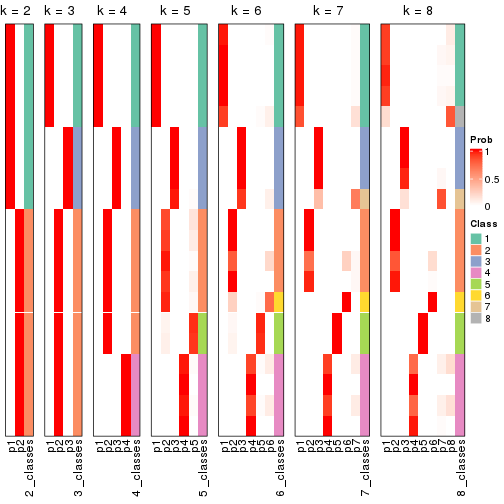 k = 2 k = 3 k = 4 k = 5 k = 6 k = 7 k = 8
Prob
1
0.5
0
Class
1
2
3
4
5
6
7
8
p1 p2 2_classes
p1 p2 p3 3_classes
p1 p2 p3 p4 4_classes
p1 p2 p3 p4 p5 5_classes
p1 p2 p3 p4 p5 p6 6_classes
p1 p2 p3 p4 p5 p6 p7 7_classes
p1 p2 p3 p4 p5 p6 p7 p8 8_classes